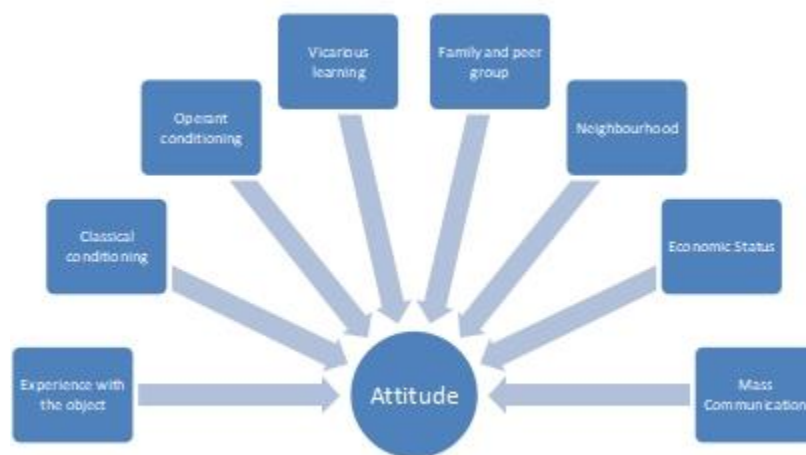 Vicarious
learning
Family and peer
group
Operant
conditioning
Neighbourhood
Classical
conditioning
Economic Status
Experience with
the object
Attitude
Mass
Communication